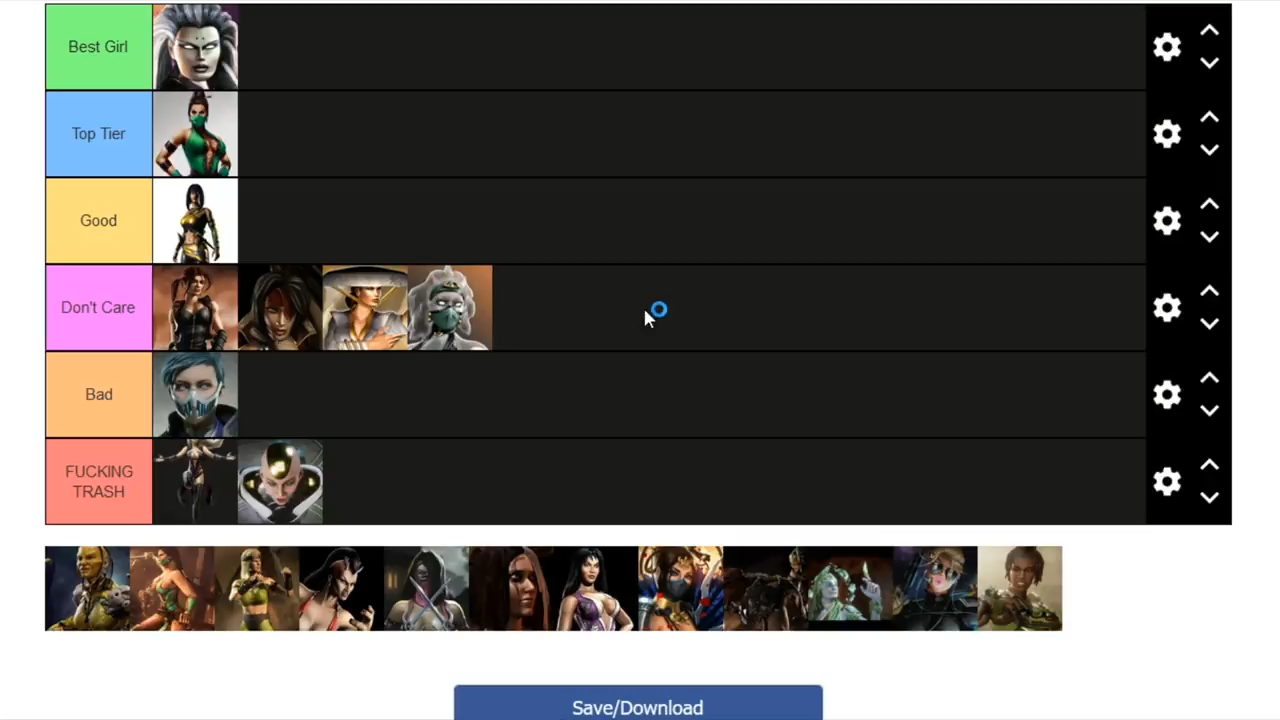 Best Girl
Top Tier
Good
Don't Care
Bad
FUCKING
TRASH
Save/Download